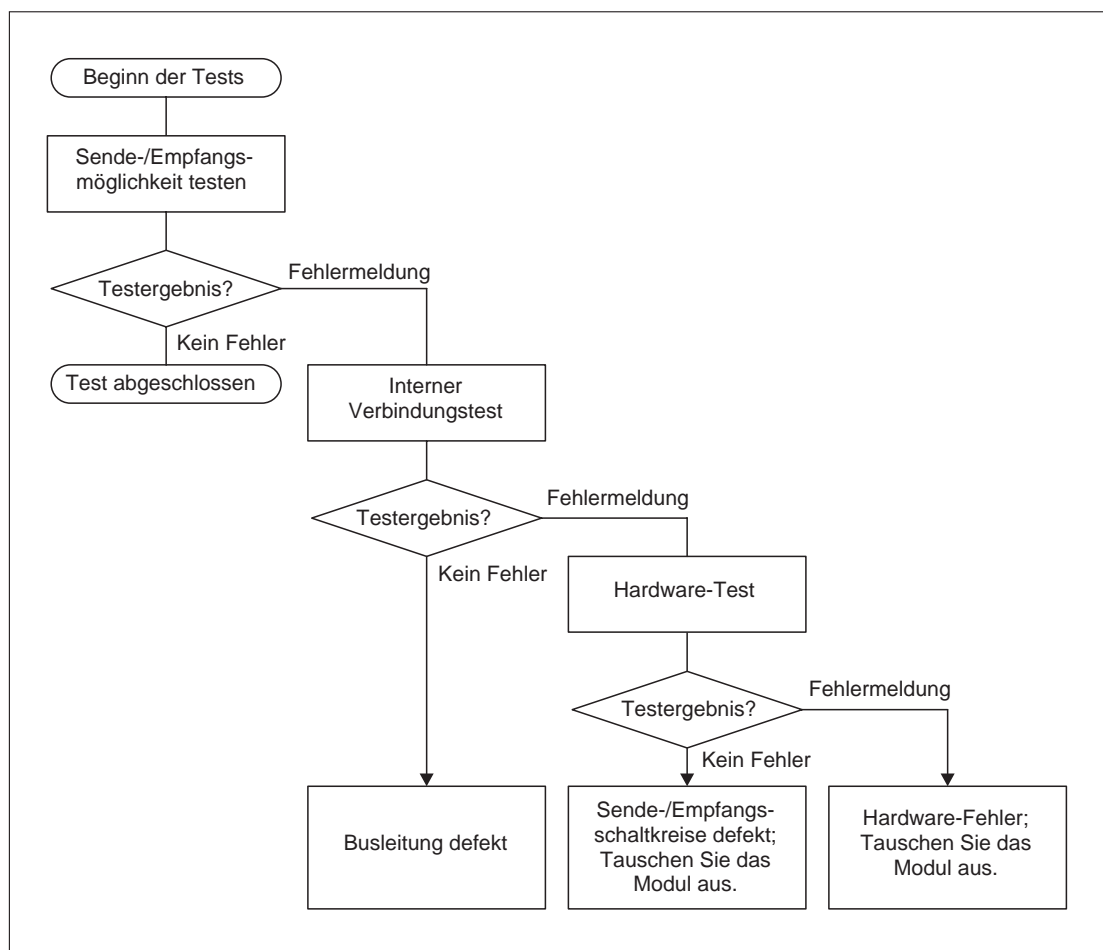 Beginn der Tests
Sende-/Empfangs-
möglichkeit testen
Testergebnis?
Fehlermeldung
Kein Fehler
Test abgeschlossen
Interner
Verbindungstest
Testergebnis?
Fehlermeldung
Kein Fehler
Hardware-Test
Testergebnis?
Fehlermeldung
Kein Fehler
Busleitung defekt
Sende-/Empfangs-
schaltkreise defekt;
Tauschen Sie das
Modul aus.
Hardware-Fehler;
Tauschen Sie das
Modul aus.